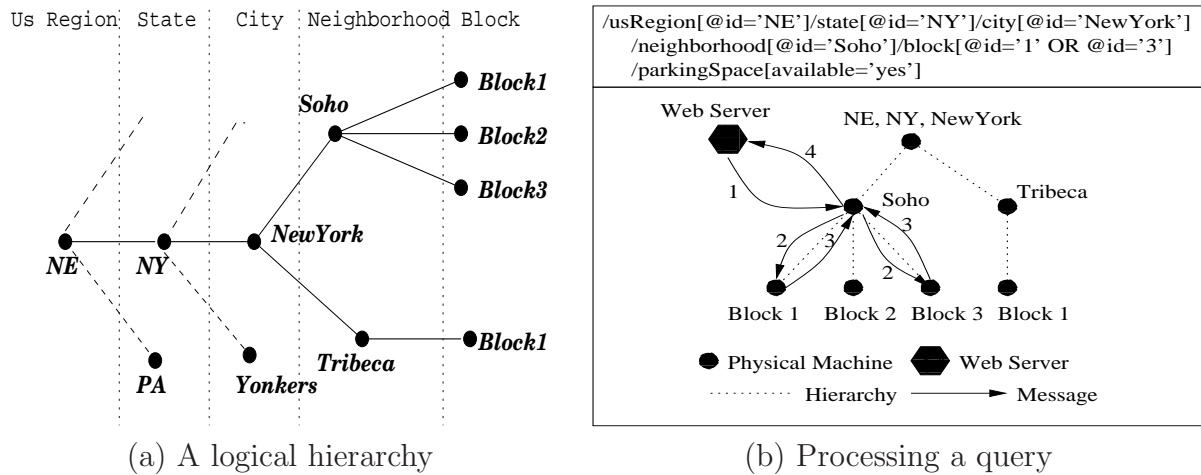 Us Region State City Neighborhood Block
Soho
Block1
Block2
Block3
NE
NY
NewYork
PA
Yonkers
Tribeca
Block1
(a) A logical hierarchy
/usRegion[@id=’NE’]/state[@id=’NY’]/city[@id=’NewYork’]
/neighborhood[@id=’Soho’]/block[@id=’1’ OR @id=’3’]
/parkingSpace[available=’yes’]
Web Server
NE, NY, NewYork
4
1
Soho
Tribeca
2
3
3
2
Block 1 Block 2 Block 3 Block 1
Physical Machine Web Server
Hierarchy Message
(b) Processing a query